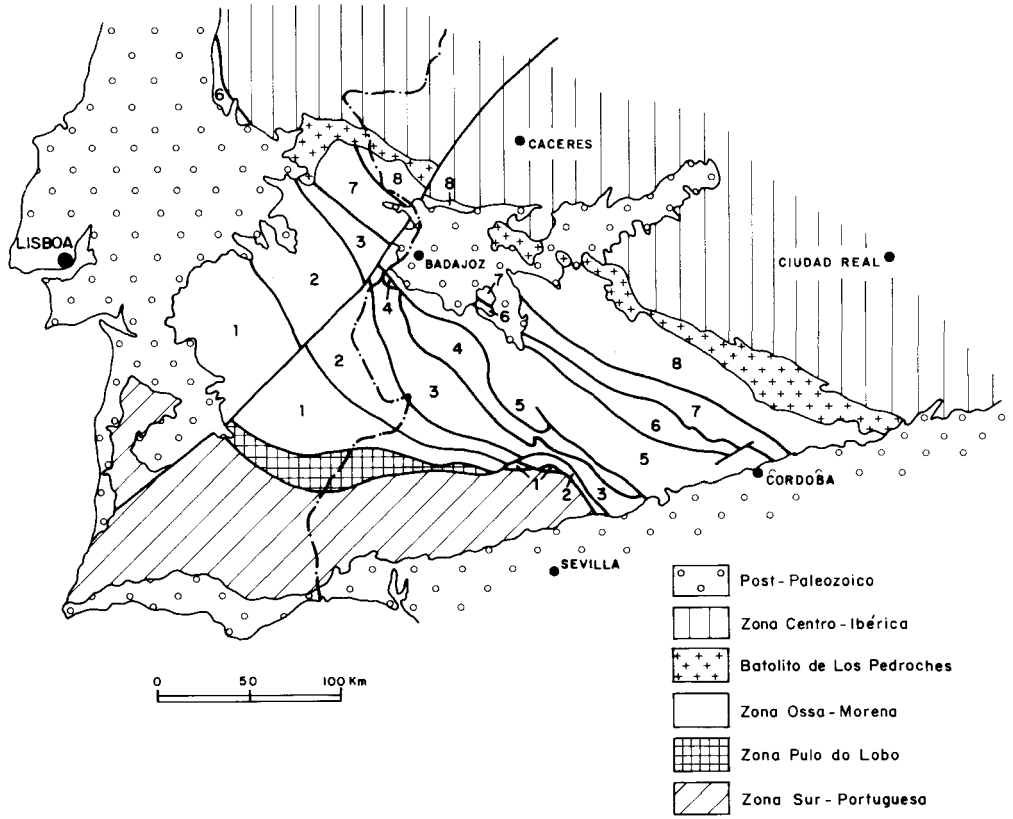 6
CACERES
7
8
8
LISBOA
3
BADAJOZ
CIUDAD REAL
2
7
4
6
1
2
4
8
3
1
5
7
6
5
CÓRDOBA
1
2
3
SEVILLA
Post-Paleozoico
Zona Centro-Ibérica
Batolito de Los Pedroches
0 50 100 Km
Zona Ossa-Morena
Zona Pulo do Lobo
Zona Sur-Portuguesa